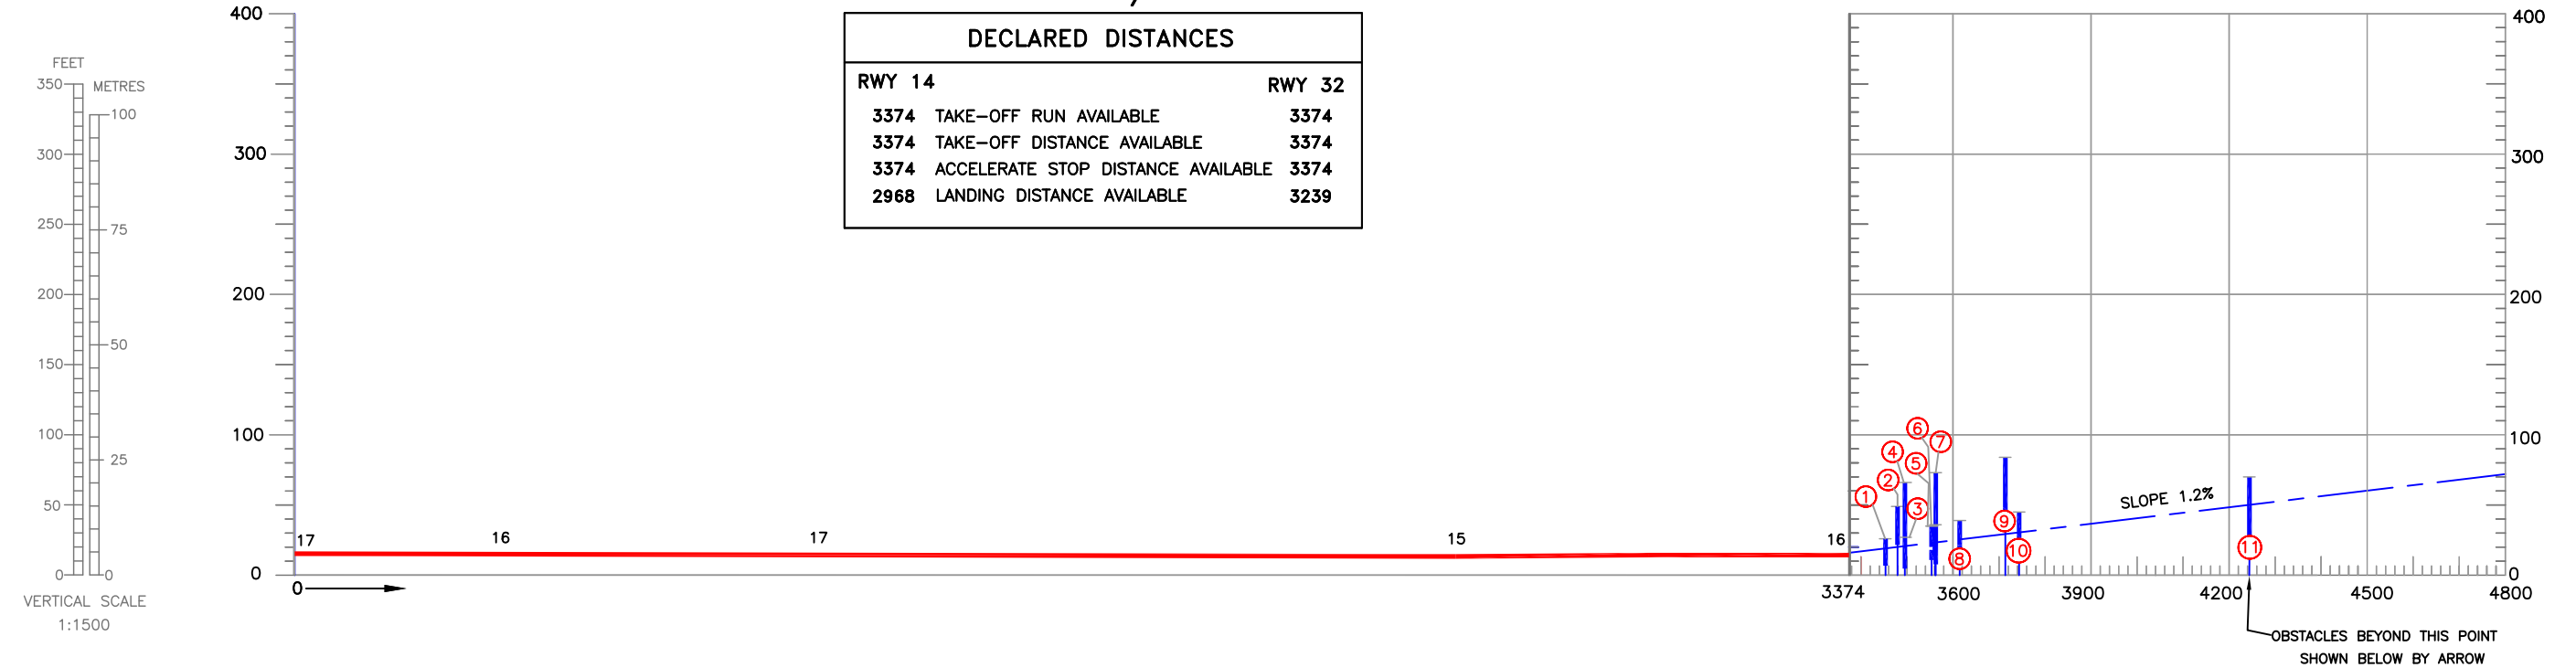 FEET
METRES
350
300
250
200
150
100
50
0
100
75
50
25
0
VERTICAL SCALE
1:1500
400
300
200
100
0
DECLARED DISTANCES
RWY 14 RWY 32
3374 TAKE-OFF RUN AVAILABLE 3374
3374 TAKE-OFF DISTANCE AVAILABLE 3374
3374 ACCELERATE STOP DISTANCE AVAILABLE 3374
2968 LANDING DISTANCE AVAILABLE 3239
17 16 17 15 16
0
400
300
200
100
0
6
7
4
5
2
1
3
9
10
8
11
SLOPE 1.2%
3374 3600 3900 4200 4500 4800
OBSTACLES BEYOND THIS POINT
SHOWN BELOW BY ARROW